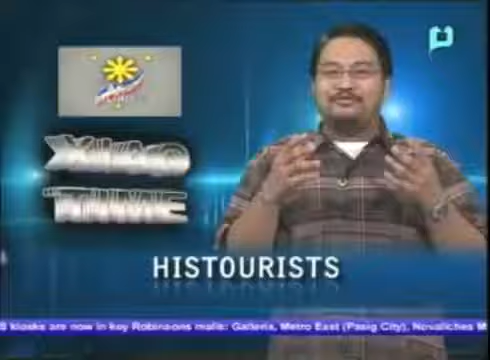 XIAO
TIME
HISTOURISTS
S kiosks are now in key Robinsons malls: Galleria, Metro East (Pasig City), Novaliches M